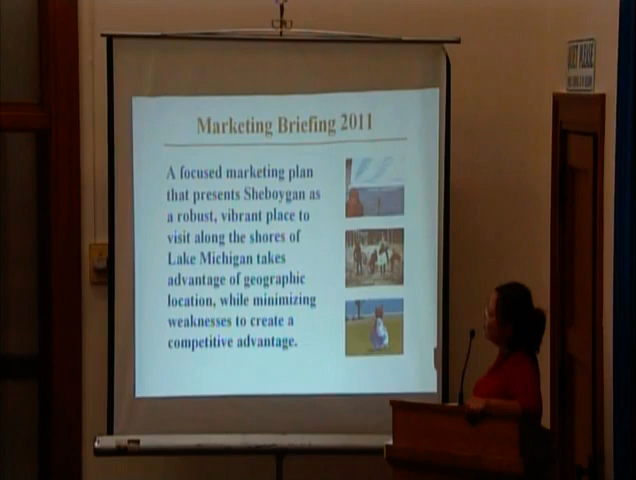 Marketing Briefing 2011
A focused marketing plan
that presents Sheboygan as
a robust, vibrant place to
visit along the shores of
Lake Michigan takes
advantage of geographic
location, while minimizing
weaknesses to create a
competitive advantage.
PLEASE